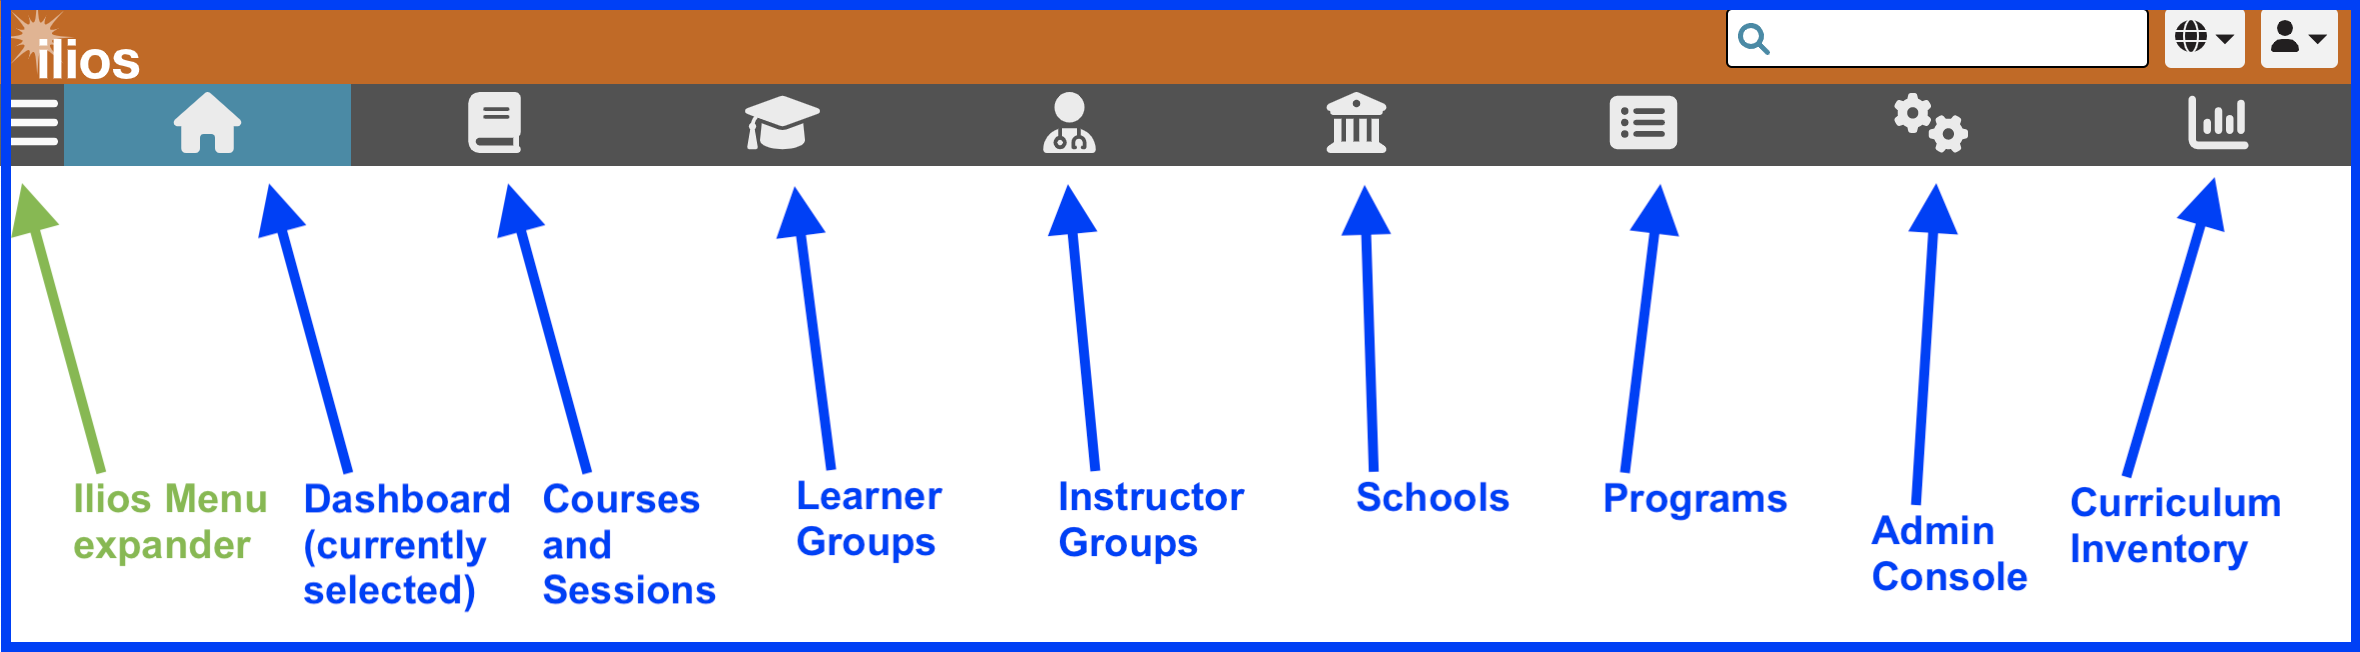 ilios
Ilios Menu
expander
Dashboard
(currently
selected)
Courses
and
Sessions
Learner
Groups
Instructor
Groups
Schools
Programs
Admin
Console
Curriculum
Inventory